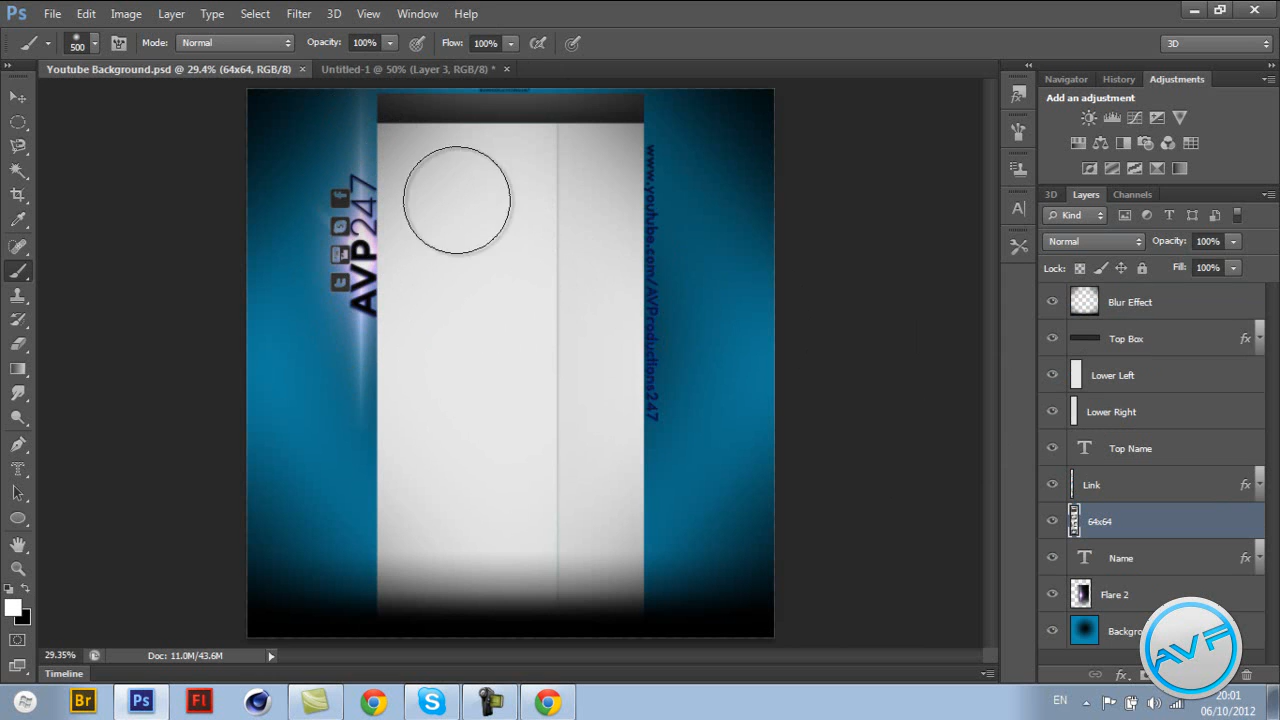 Ps File Edit Image Layer Type Select Filter 3D View Window Help
500 Mode: Normal Opacity: 100% Flow: 100% 3D
Youtube Background.psd @ 29.4% (64x64, RGB/8) × Untitled-1 @ 50% (Layer 3, RGB/8) * ×
Navigator History Adjustments
Add an adjustment
3D Layers Channels
Kind
Normal Opacity: 100%
Lock: Fill: 100%
Blur Effect
Top Box fx
Lower Left
Lower Right
T Top Name
Link fx
64x64
T Name fx
Flare 2
Backgro
AVP247
www.youtube.com/AVProductions247
AVP
29.35% Doc: 11.0M/43.6M
Timeline
Br Ps Fl
EN
20:01
06/10/2012